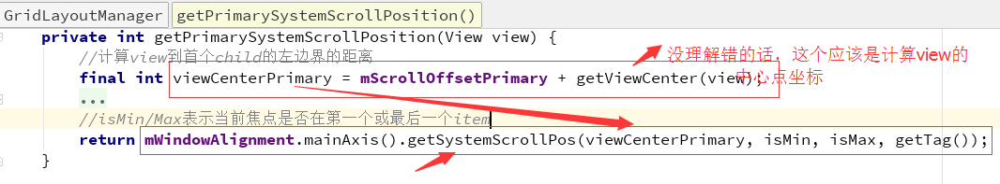 GridLayoutManager getPrimarySystemScrollPosition()
private int getPrimarySystemScrollPosition(View view) {
//计算view到首个child的左边界的距离
没理解错的话，这个应该是计算view的
final int viewCenterPrimary = mScrollOffsetPrimary + getViewCenter(view);
中心点坐标
...
//isMin/Max表示当前焦点是否在第一个或最后一个item
return mWindowAlignment.mainAxis().getSystemScrollPos(viewCenterPrimary, isMin, isMax, getTag());
}